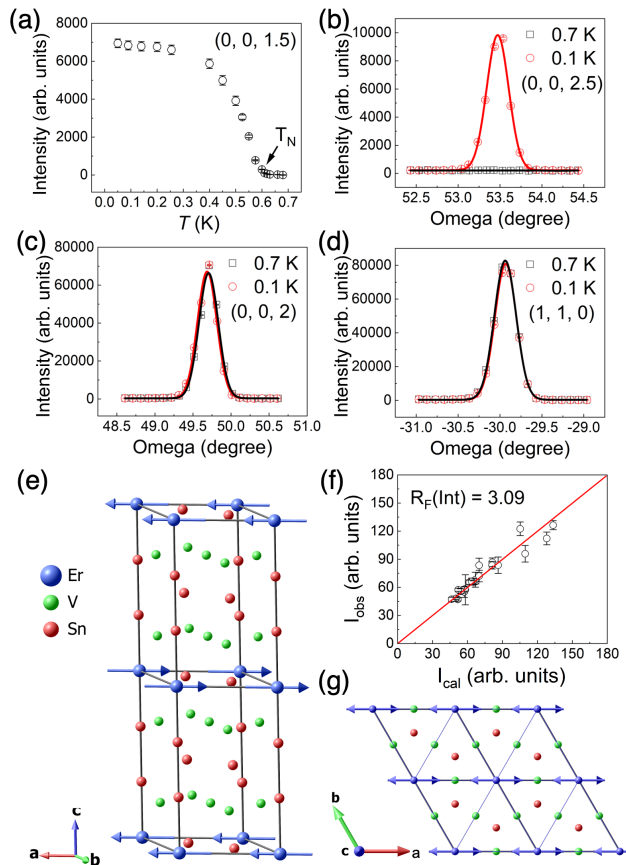 (a)
8000
6000
4000
2000
0
Intensity (arb. units)
(0, 0, 1.5)
T_N
0.0 0.1 0.2 0.3 0.4 0.5 0.6 0.7
T (K)
(b)
12000
10000
8000
6000
4000
2000
0
Intensity (arb. units)
0.7 K
0.1 K
(0, 0, 2.5)
52.5 53.0 53.5 54.0 54.5
Omega (degree)
(c)
80000
60000
40000
20000
0
Intensity (arb. units)
0.7 K
0.1 K
(0, 0, 2)
48.5 49.0 49.5 50.0 50.5 51.0
Omega (degree)
(d)
80000
60000
40000
20000
0
Intensity (arb. units)
0.7 K
0.1 K
(1, 1, 0)
-31.0 -30.5 -30.0 -29.5 -29.0
Omega (degree)
(e)
Er
V
Sn
c
a
b
(f)
180
150
120
90
60
30
0
I_obs (arb. units)
R_F(Int) = 3.09
0 30 60 90 120 150 180
I_cal (arb. units)
(g)
b
c
a